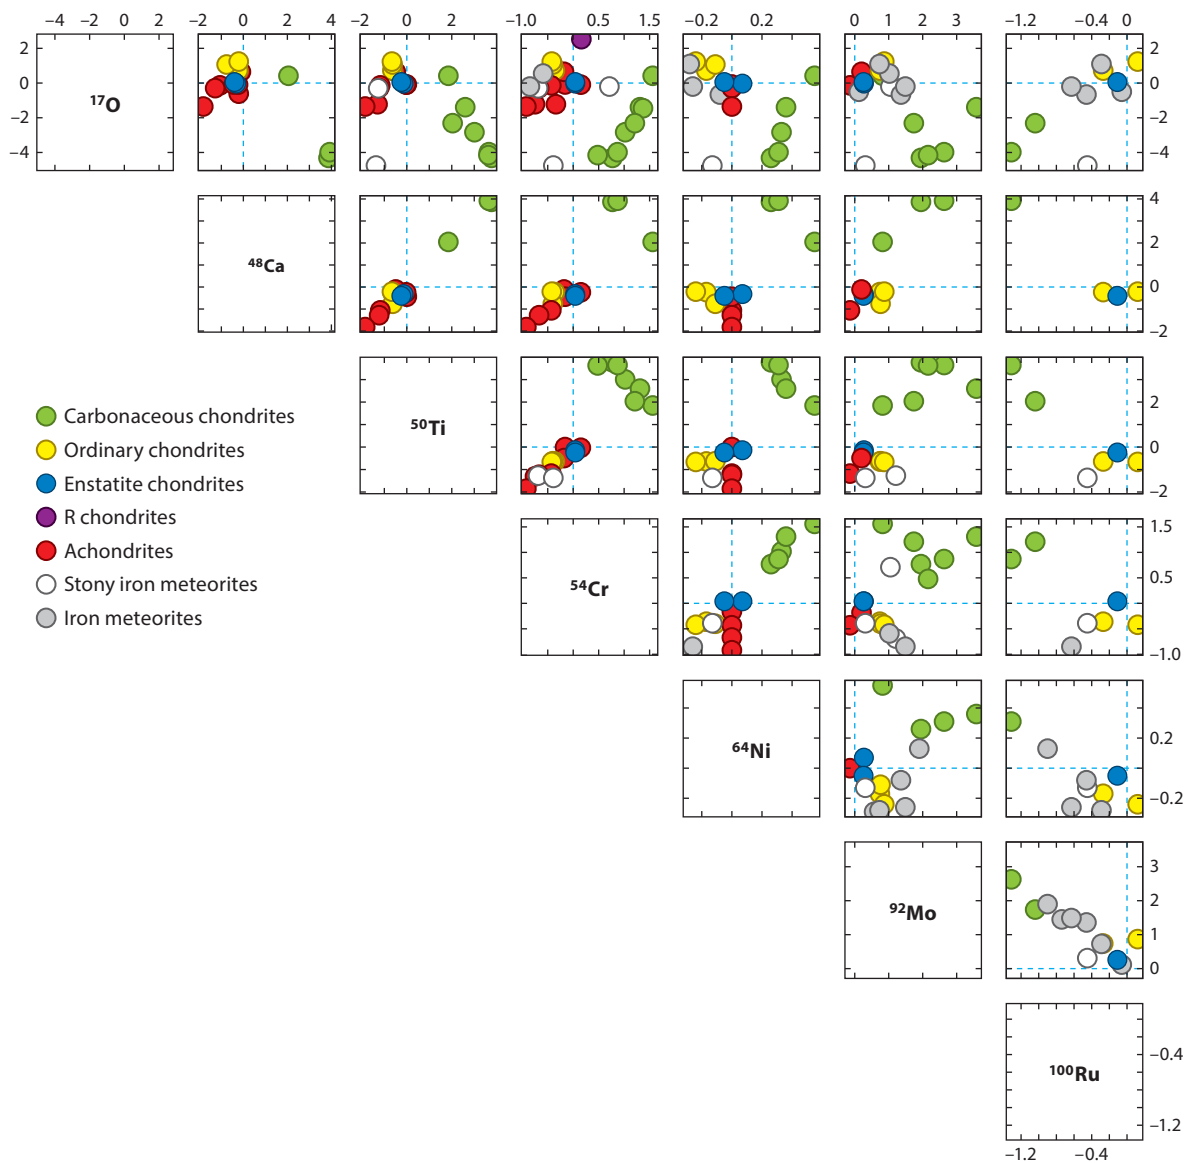 −4 −2 0 −2 0 2 4 −2 0 2 −1.0 0.5 1.5 −0.2 0.2 0 1 2 3 −1.2 −0.4 0
2
0
−2
−4
¹⁷O
2
0
−2
−4
4
2
0
−2
⁴⁸Ca
2
0
−2
⁵⁰Ti
Carbonaceous chondrites
Ordinary chondrites
Enstatite chondrites
R chondrites
Achondrites
Stony iron meteorites
Iron meteorites
1.5
0.5
−1.0
⁵⁴Cr
0.2
−0.2
⁶⁴Ni
3
2
1
0
⁹²Mo
−0.4
−1.2
¹⁰⁰Ru
−1.2 −0.4